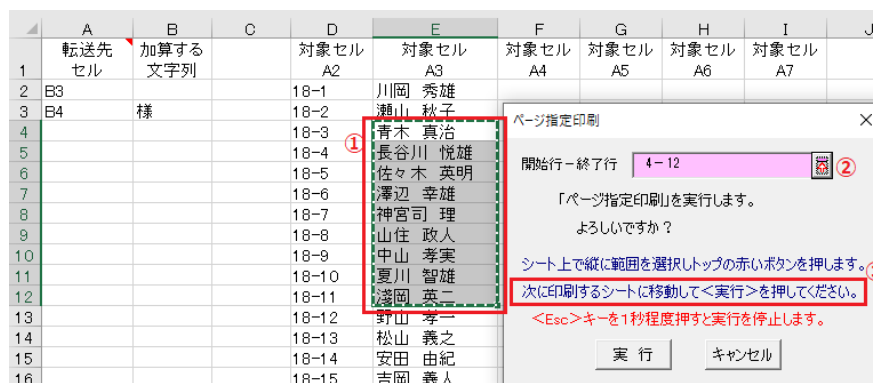 A B C D E F G H I J
転送先 加算する 対象セル 対象セル 対象セル 対象セル 対象セル 対象セル
1 セル 文字列 A2 A3 A4 A5 A6 A7
2 B3 18-1 川岡 秀雄
3 B4 様 18-2 瀬山 秋子
4 18-3 青木 真治
5 18-4 長谷川 悦雄
6 18-5 佐々木 英明
7 18-6 澤辺 幸雄
8 18-7 神宮司 理
9 18-8 山住 政人
10 18-9 中山 孝実
11 18-10 夏川 智雄
12 18-11 淺岡 英二
13 18-12 野山 孝一
14 18-13 松山 義之
15 18-14 安田 由紀
16 18-15 吉岡 義人
①
ページ指定印刷
開始行-終了行 4-12 ②
「ページ指定印刷」を実行します。
よろしいですか?
シート上で縦に範囲を選択しトップの赤いボタンを押します。
次に印刷するシートに移動して<実行>を押してください。
<Esc>キーを1秒程度押すと実行を停止します。
実 行 キャンセル